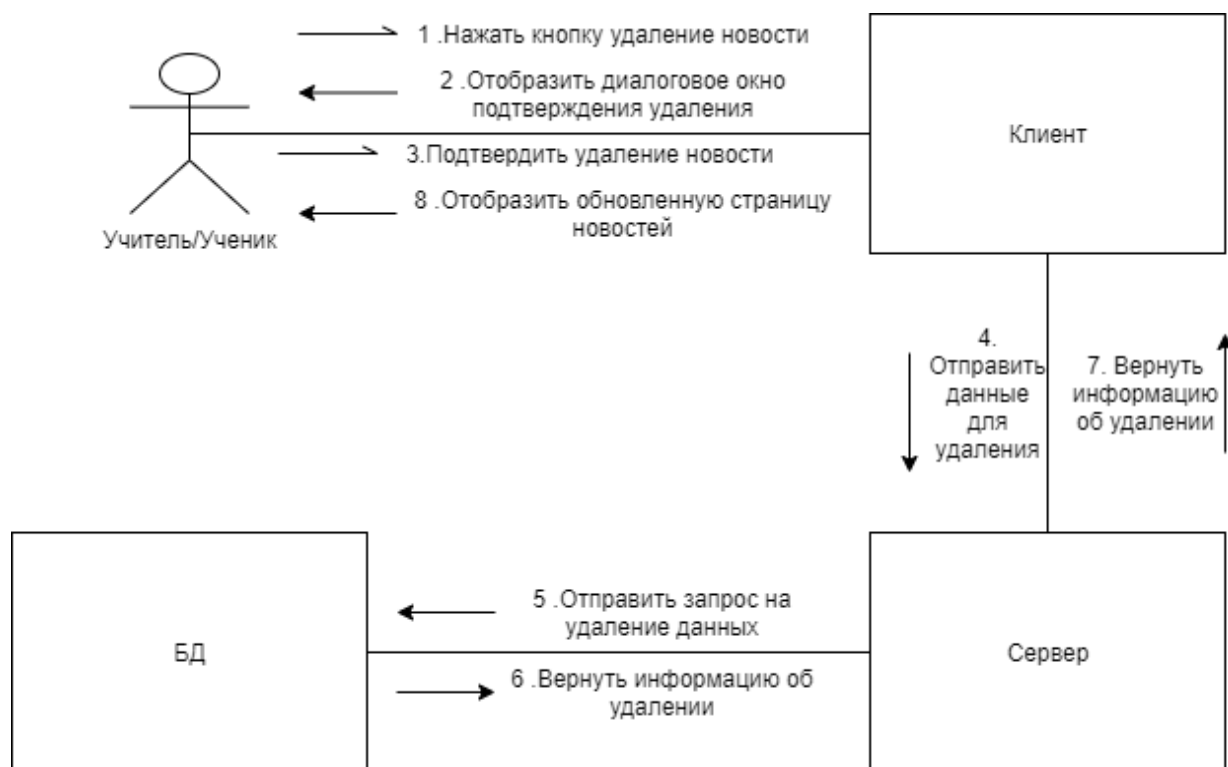 1 .Нажать кнопку удаление новости
2 .Отобразить диалоговое окно
подтверждения удаления
3.Подтвердить удаление новости
8 .Отобразить обновленную страницу
новостей
Учитель/Ученик
Клиент
4.
Отправить
данные
для
удаления
7. Вернуть
информацию
об удалении
5 .Отправить запрос на
удаление данных
6 .Вернуть информацию об
удалении
БД
Сервер